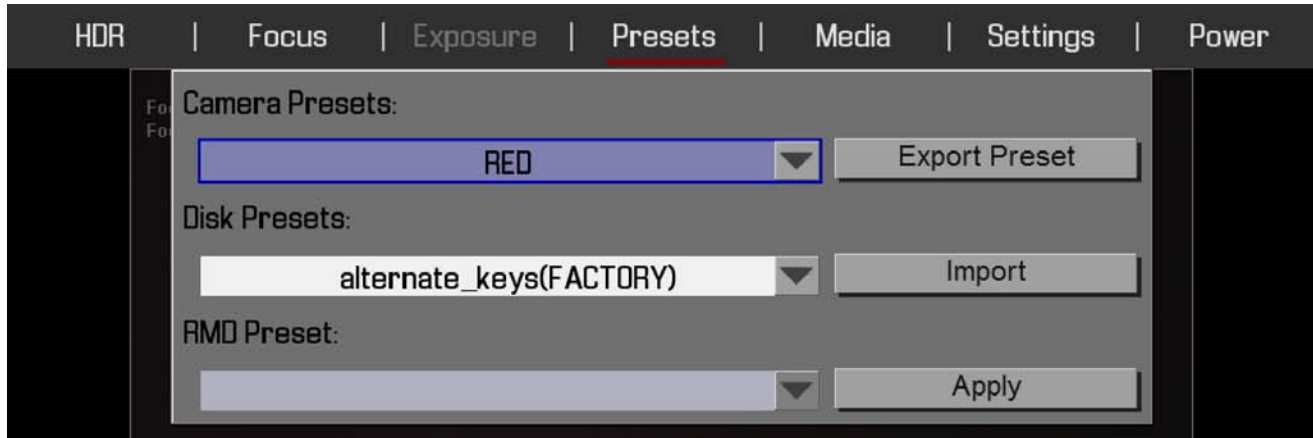 HDR | Focus | Exposure | Presets | Media | Settings | Power
Camera Presets:
RED
Export Preset
Disk Presets:
alternate_keys(FACTORY)
Import
RMD Preset:
Apply